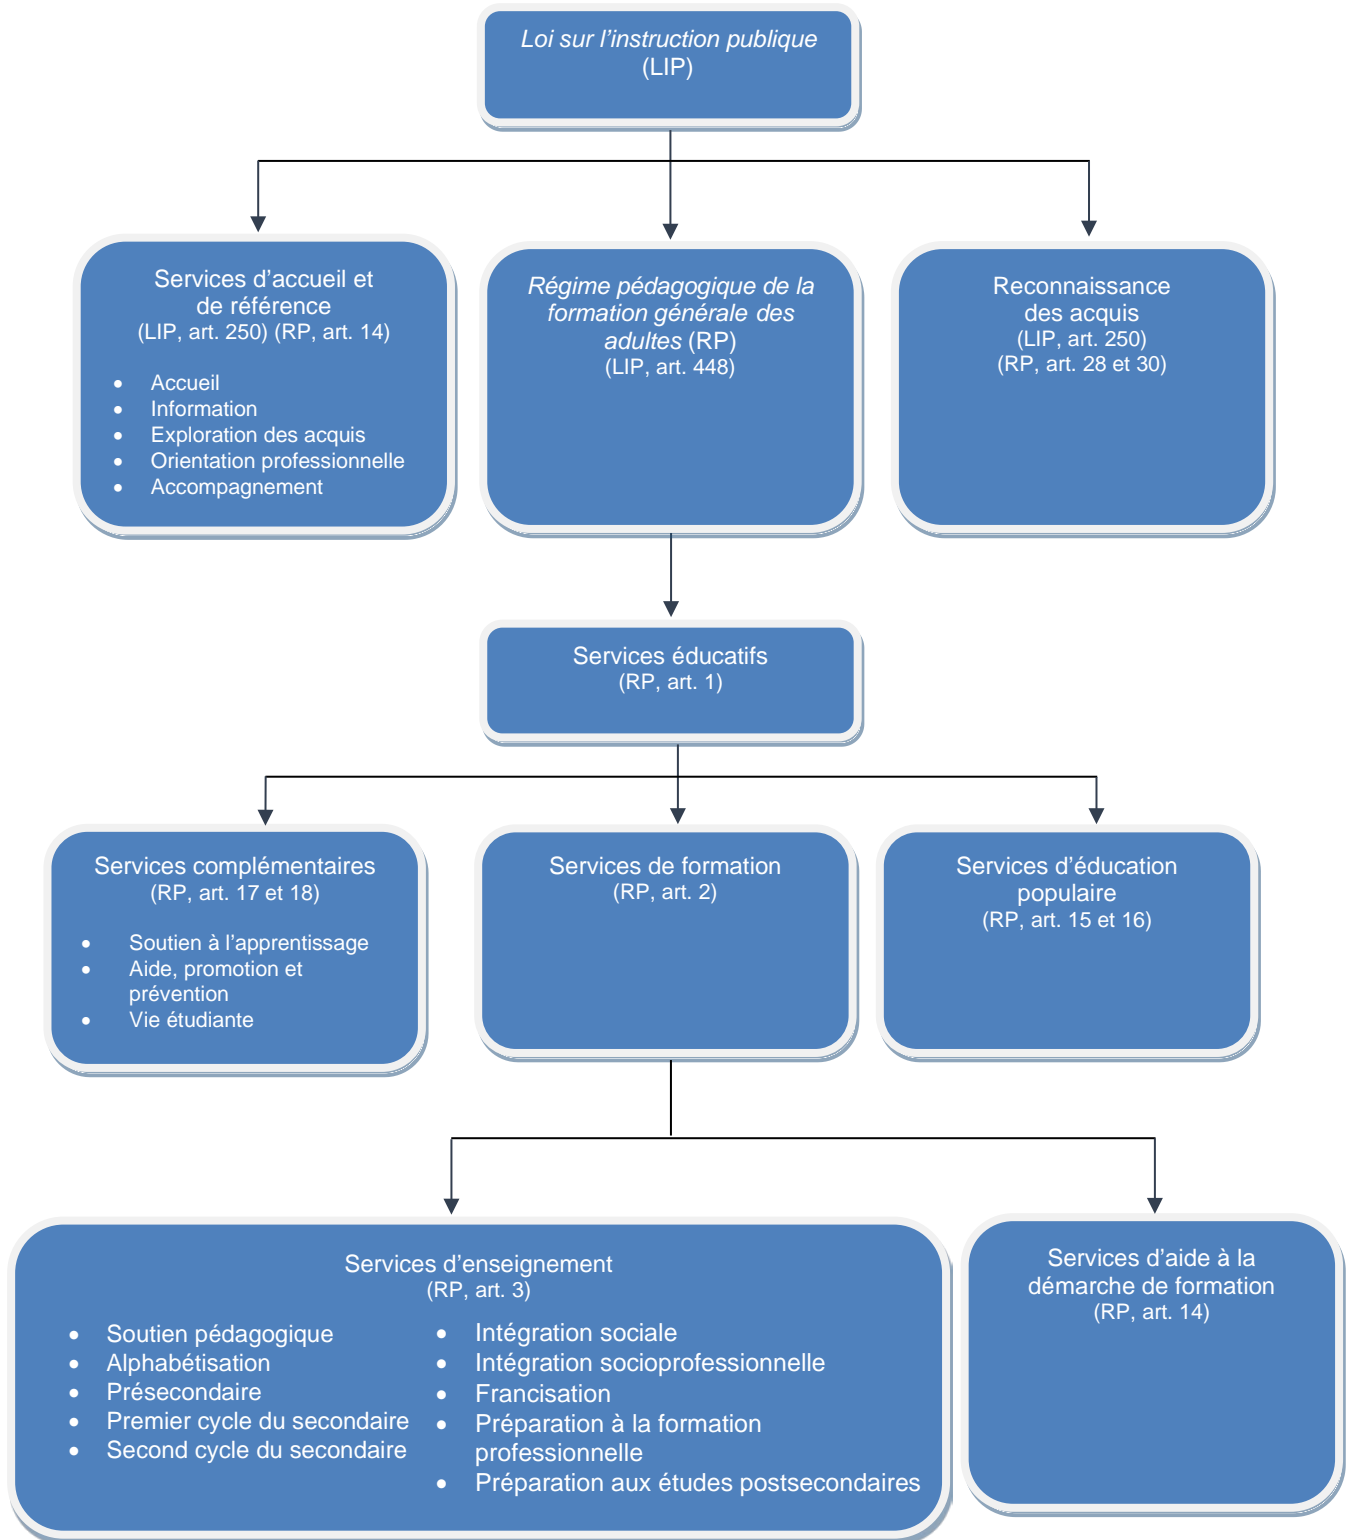 Loi sur l'instruction publique
(LIP)
Services d'accueil et
de référence
(LIP, art. 250) (RP, art. 14)
• Accueil
• Information
• Exploration des acquis
• Orientation professionnelle
• Accompagnement
Régime pédagogique de la
formation générale des
adultes (RP)
(LIP, art. 448)
Reconnaissance
des acquis
(LIP, art. 250)
(RP, art. 28 et 30)
Services éducatifs
(RP, art. 1)
Services complémentaires
(RP, art. 17 et 18)
• Soutien à l'apprentissage
• Aide, promotion et
prévention
• Vie étudiante
Services de formation
(RP, art. 2)
Services d'éducation
populaire
(RP, art. 15 et 16)
Services d'enseignement
(RP, art. 3)
• Soutien pédagogique
• Alphabétisation
• Présecondaire
• Premier cycle du secondaire
• Second cycle du secondaire
• Intégration sociale
• Intégration socioprofessionnelle
• Francisation
• Préparation à la formation
professionnelle
• Préparation aux études postsecondaires
Services d'aide à la
démarche de formation
(RP, art. 14)